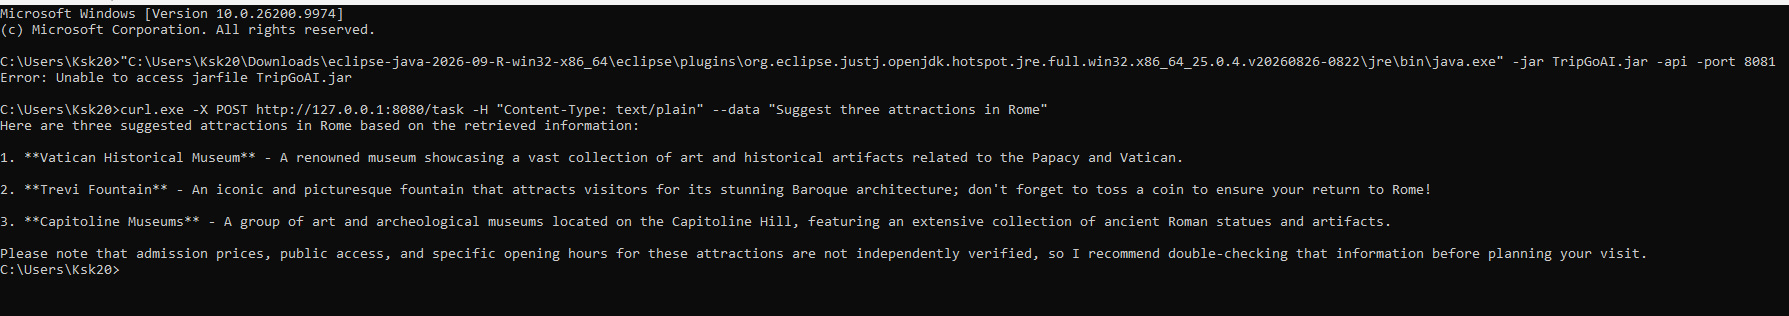 Microsoft Windows [Version 10.0.26200.9974]
(c) Microsoft Corporation. All rights reserved.
C:\Users\Ksk20>"C:\Users\Ksk20\Downloads\eclipse-java-2026-09-R-win32-x86_64\eclipse\plugins\org.eclipse.justj.openjdk.hotspot.jre.full.win32.x86_64_25.0.4.v20260826-0822\jre\bin\java.exe" -jar TripGoAI.jar -api -port 8081
Error: Unable to access jarfile TripGoAI.jar
C:\Users\Ksk20>curl.exe -X POST http://127.0.0.1:8080/task -H "Content-Type: text/plain" --data "Suggest three attractions in Rome"
Here are three suggested attractions in Rome based on the retrieved information:
1. **Vatican Historical Museum** - A renowned museum showcasing a vast collection of art and historical artifacts related to the Papacy and Vatican.
2. **Trevi Fountain** - An iconic and picturesque fountain that attracts visitors for its stunning Baroque architecture; don't forget to toss a coin to ensure your return to Rome!
3. **Capitoline Museums** - A group of art and archeological museums located on the Capitoline Hill, featuring an extensive collection of ancient Roman statues and artifacts.
Please note that admission prices, public access, and specific opening hours for these attractions are not independently verified, so I recommend double-checking that information before planning your visit.
C:\Users\Ksk20>